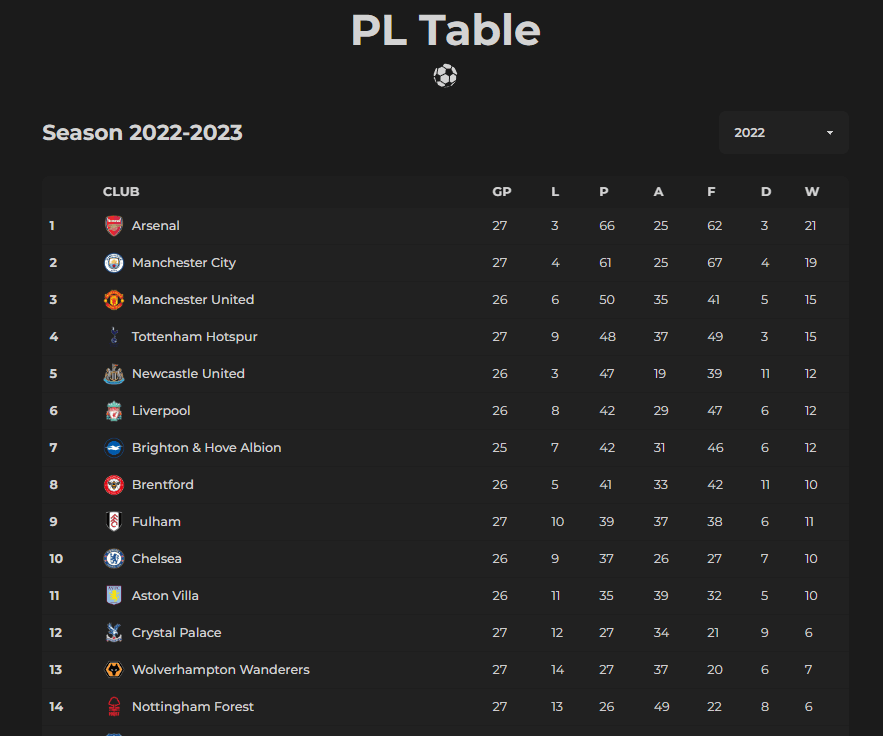 PL Table
Season 2022-2023
2022
CLUB GP L P A F D W
1 Arsenal 27 3 66 25 62 3 21
2 Manchester City 27 4 61 25 67 4 19
3 Manchester United 26 6 50 35 41 5 15
4 Tottenham Hotspur 27 9 48 37 49 3 15
5 Newcastle United 26 3 47 19 39 11 12
6 Liverpool 26 8 42 29 47 6 12
7 Brighton & Hove Albion 25 7 42 31 46 6 12
8 Brentford 26 5 41 33 42 11 10
9 Fulham 27 10 39 37 38 6 11
10 Chelsea 26 9 37 26 27 7 10
11 Aston Villa 26 11 35 39 32 5 10
12 Crystal Palace 27 12 27 34 21 9 6
13 Wolverhampton Wanderers 27 14 27 37 20 6 7
14 Nottingham Forest 27 13 26 49 22 8 6